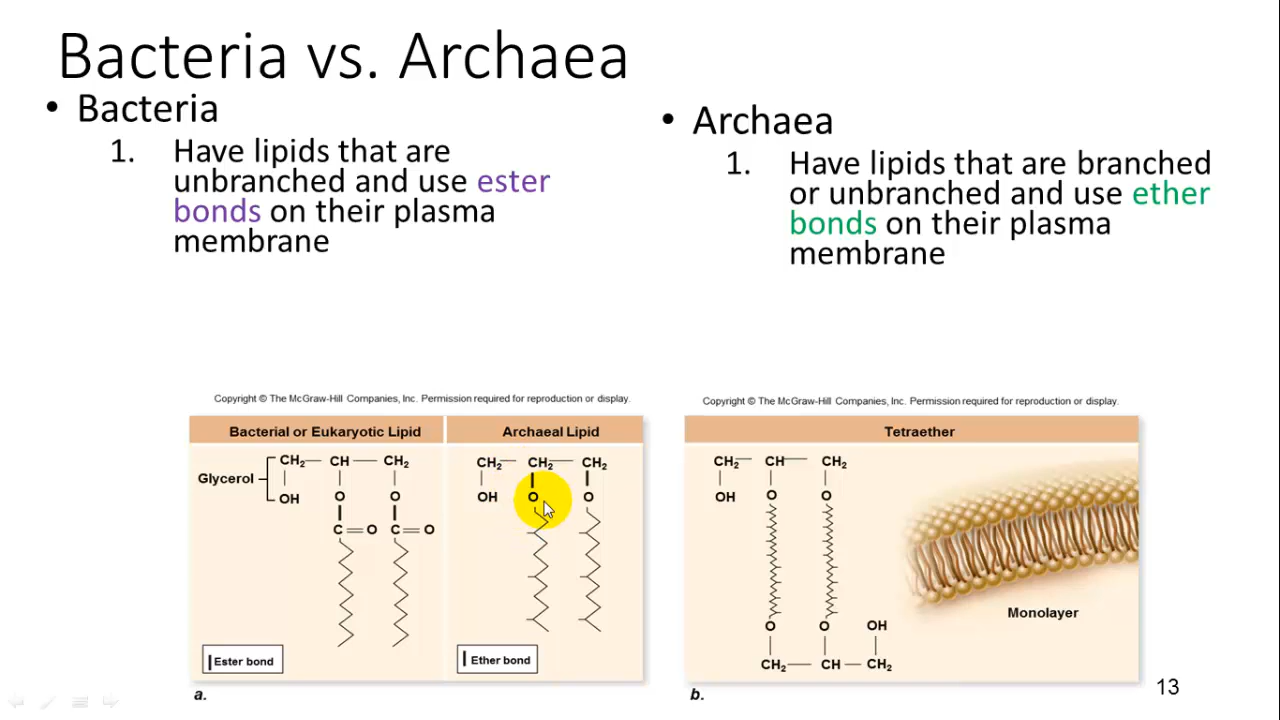 Bacteria vs. Archaea
• Bacteria
1. Have lipids that are
unbranched and use ester
bonds on their plasma
membrane
• Archaea
1. Have lipids that are branched
or unbranched and use ether
bonds on their plasma
membrane
Copyright © The McGraw-Hill Companies, Inc. Permission required for reproduction or display.
Bacterial or Eukaryotic Lipid
Glycerol
CH₂ CH CH₂
OH O O
C O C O
Ester bond
Archaeal Lipid
CH₂ CH₂ CH₂
OH O O
Ether bond
a.
Copyright © The McGraw-Hill Companies, Inc. Permission required for reproduction or display.
Tetraether
CH₂ CH CH₂
OH O O
O O OH
CH₂ CH CH₂
Monolayer
b.
13